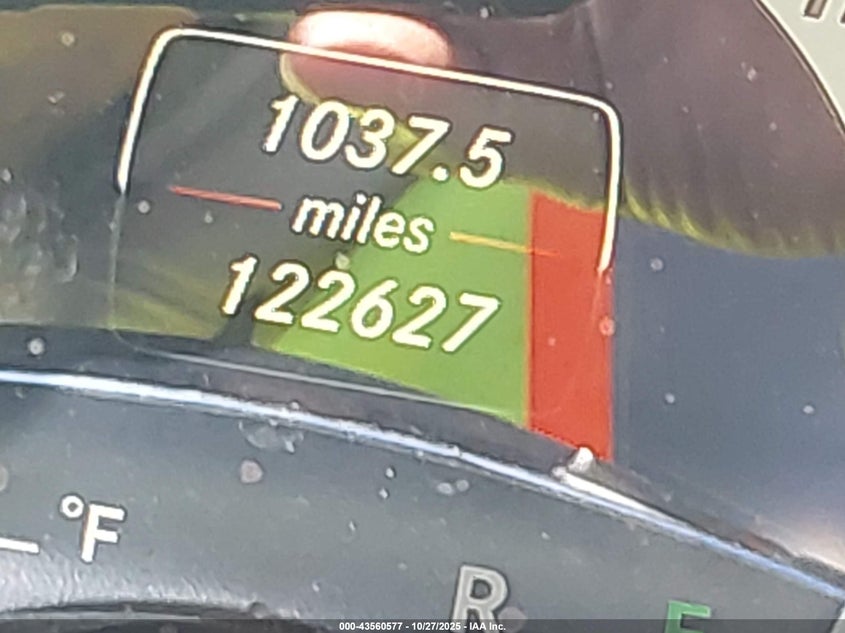 1037.5
miles
122627
°F
R
000-43560577 - 10/27/2025 - IAA Inc.